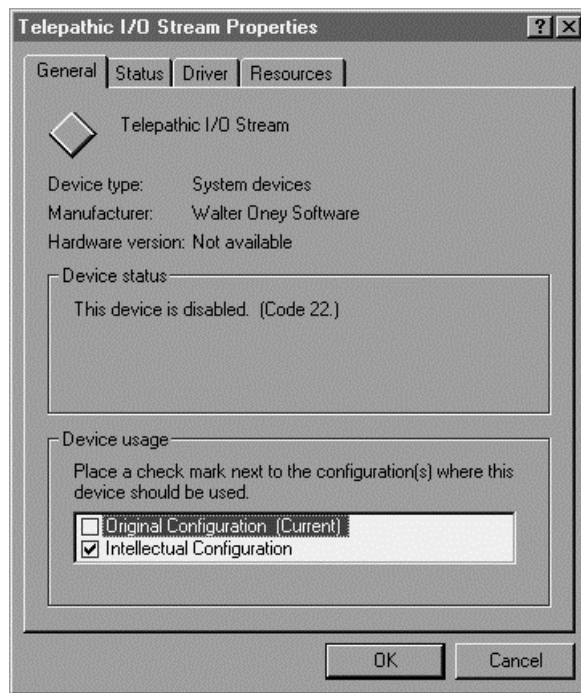 Telepathic I/O Stream Properties
General Status Driver Resources
Telepathic I/O Stream
Device type: System devices
Manufacturer: Walter Oney Software
Hardware version: Not available
Device status
This device is disabled. (Code 22.)
Device usage
Place a check mark next to the configuration(s) where this
device should be used.
Original Configuration (Current)
Intellectual Configuration
OK Cancel